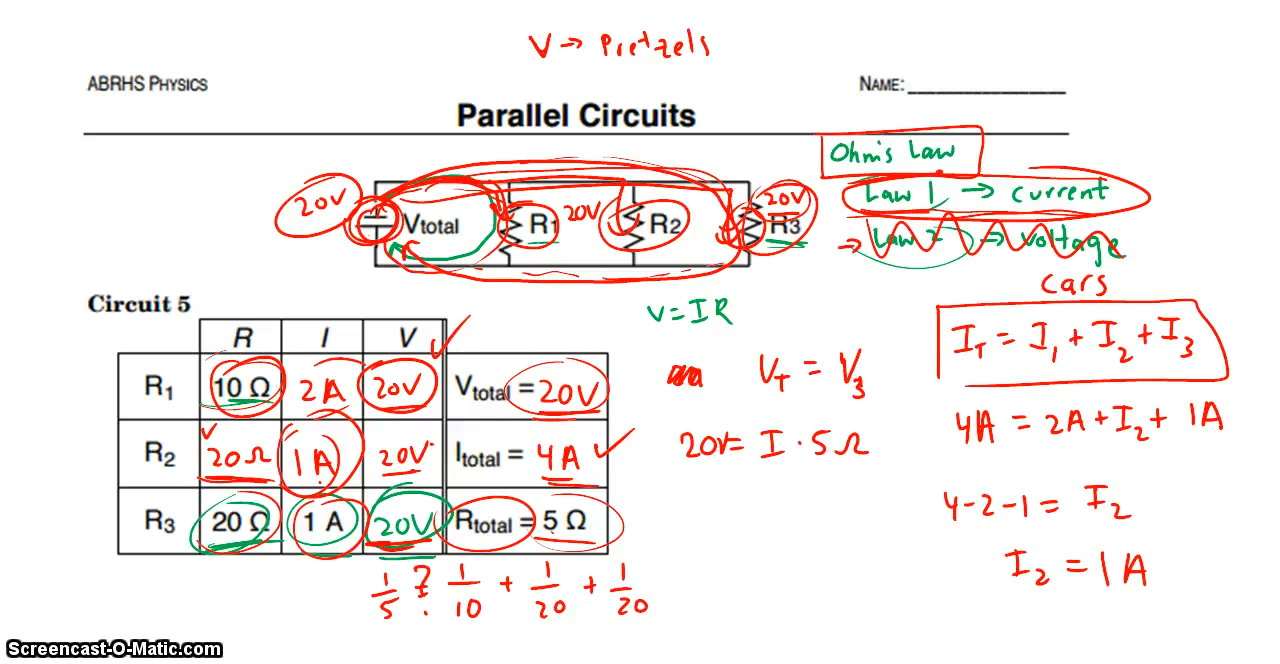 V → Pretzels
ABRHS PHYSICS NAME: ________________
Parallel Circuits
Ohm's Law
20V Vtotal R1 20V R2 20V R3
Law 1 → current
→ Law 2 → voltage
cars
Circuit 5
V = IR
R I V
R1 10 Ω 2A 20V Vtotal = 20V
R2 20Ω 1A 20V Itotal = 4A
R3 20 Ω 1 A 20V Rtotal = 5 Ω
VT = V3
20V = I · 5Ω
IT = I1 + I2 + I3
4A = 2A + I2 + 1A
4-2-1 = I2
I2 = 1A
1/5 ?= 1/10 + 1/20 + 1/20
Screencast-O-Matic.com